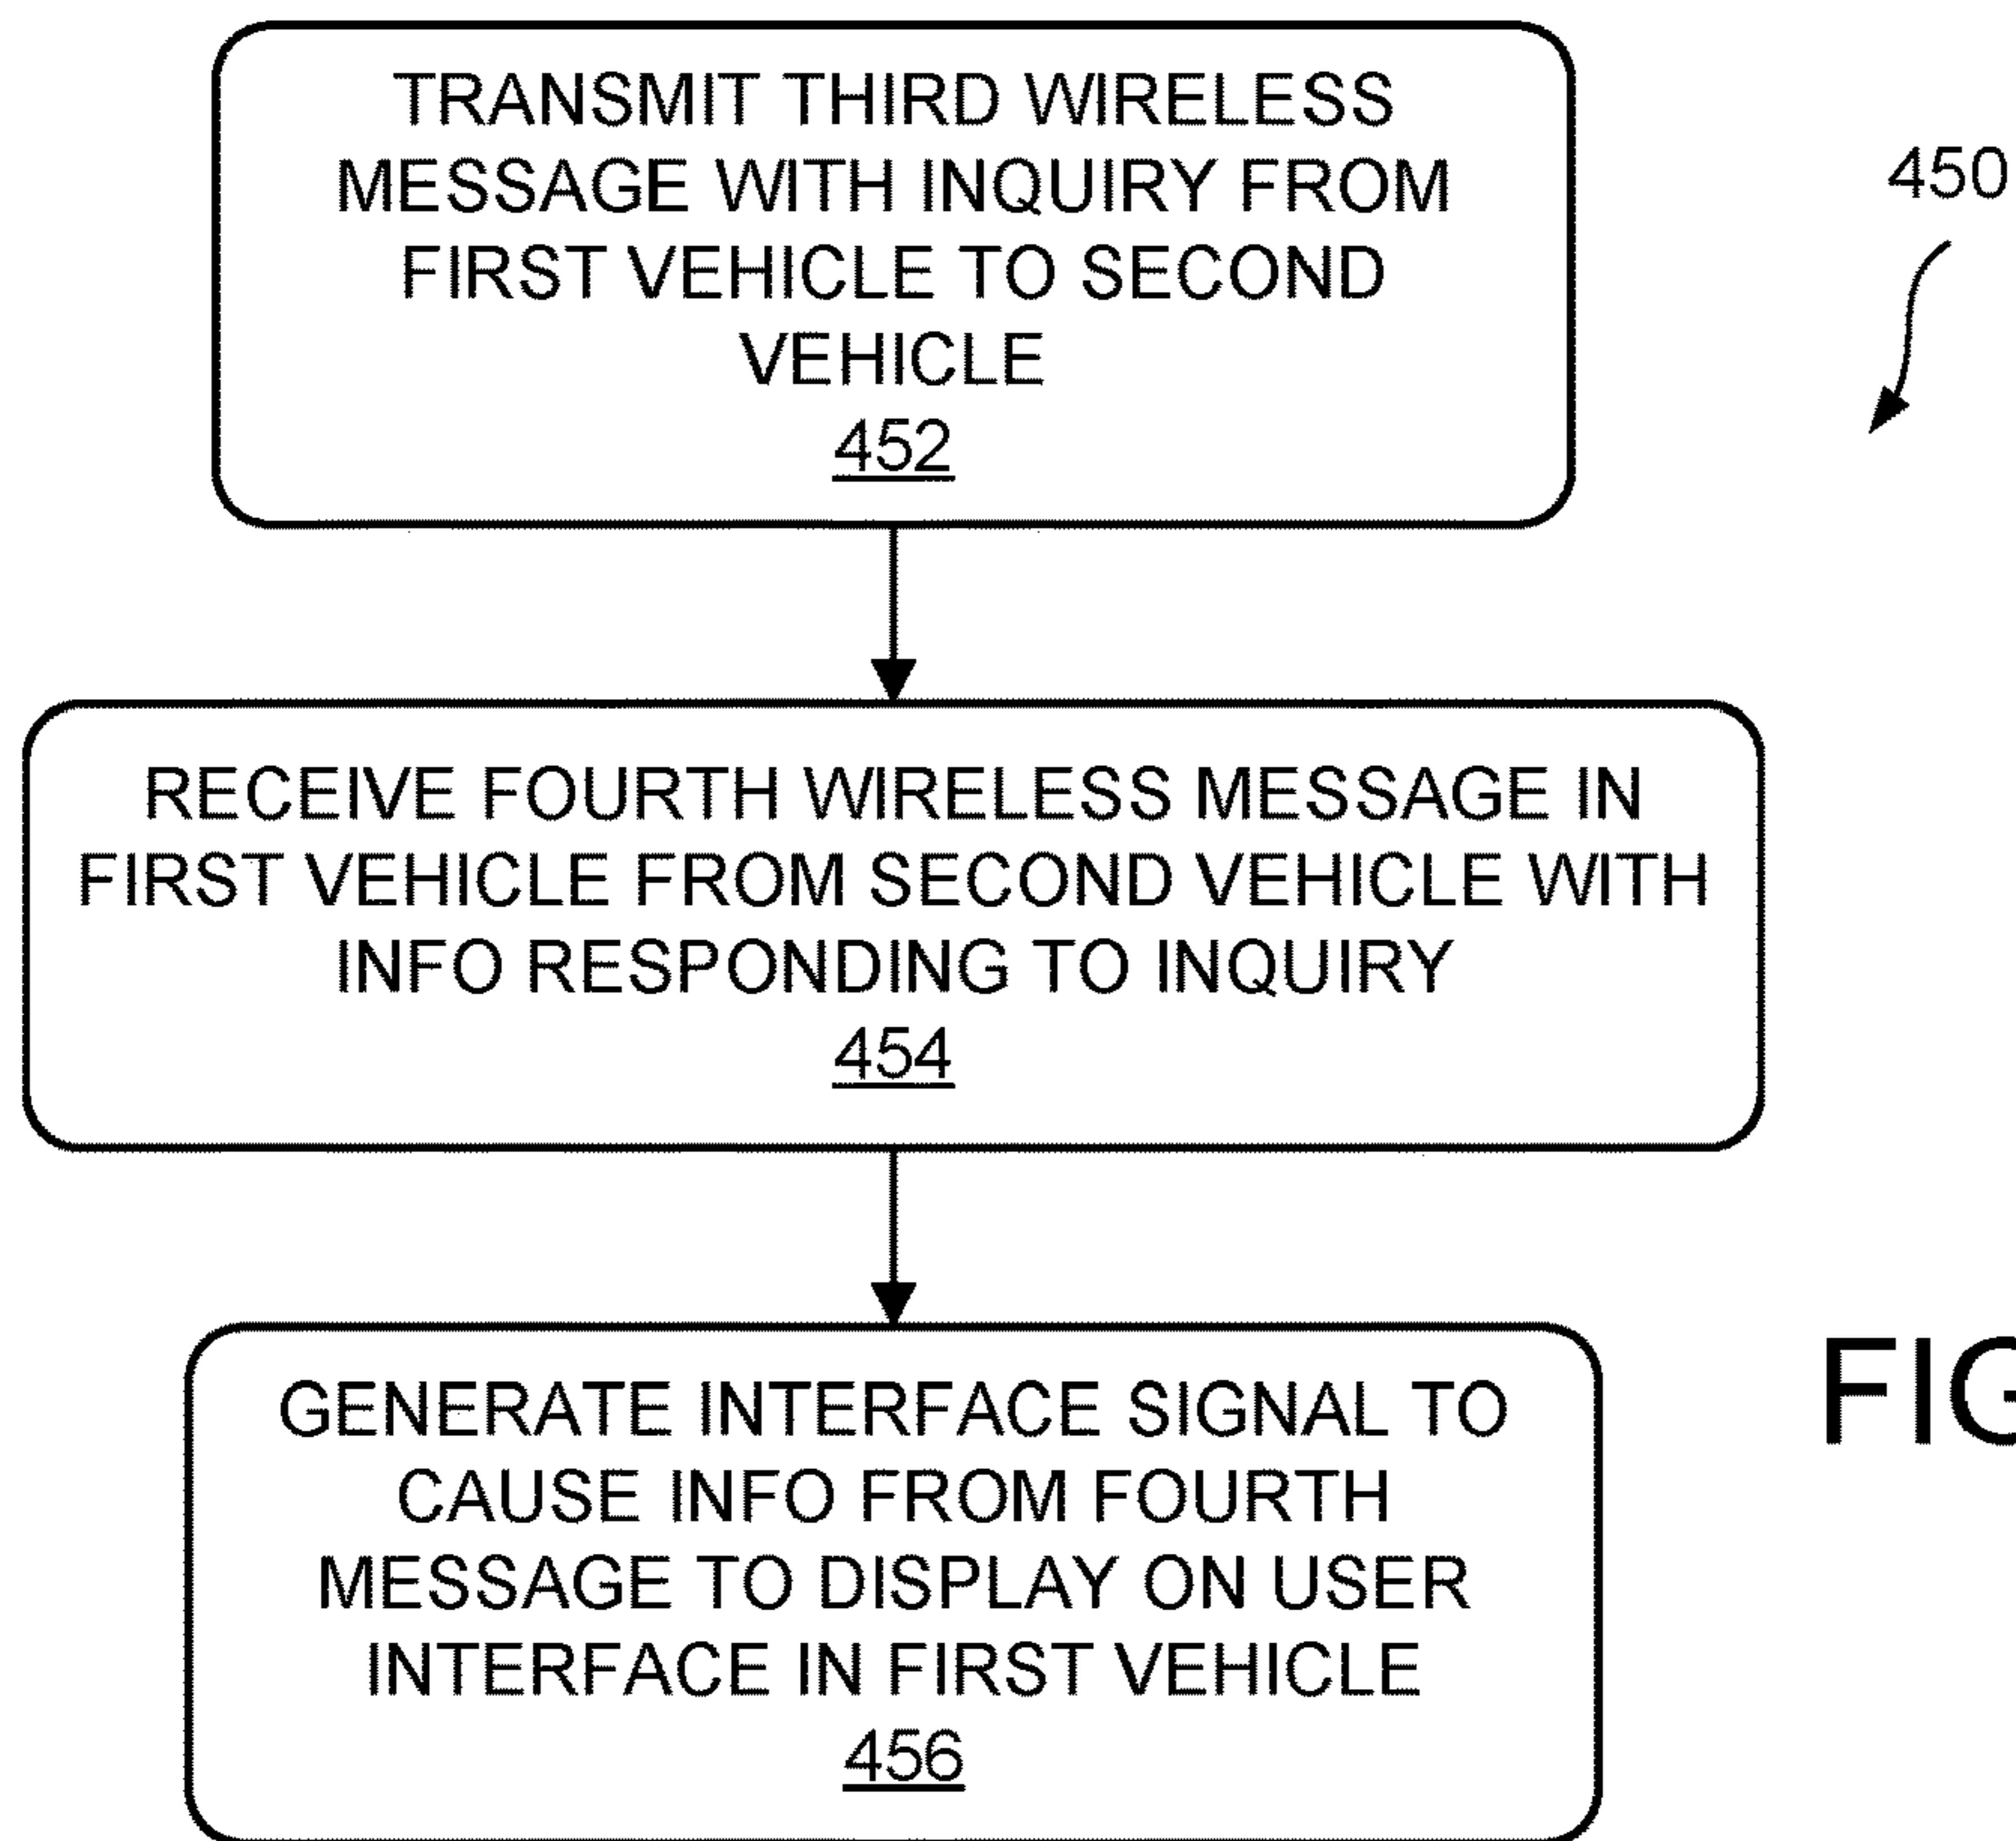 TRANSMIT THIRD WIRELESS
MESSAGE WITH INQUIRY FROM
FIRST VEHICLE TO SECOND
VEHICLE
452
450
RECEIVE FOURTH WIRELESS MESSAGE IN
FIRST VEHICLE FROM SECOND VEHICLE WITH
INFO RESPONDING TO INQUIRY
454
GENERATE INTERFACE SIGNAL TO
CAUSE INFO FROM FOURTH
MESSAGE TO DISPLAY ON USER
INTERFACE IN FIRST VEHICLE
456
FIG